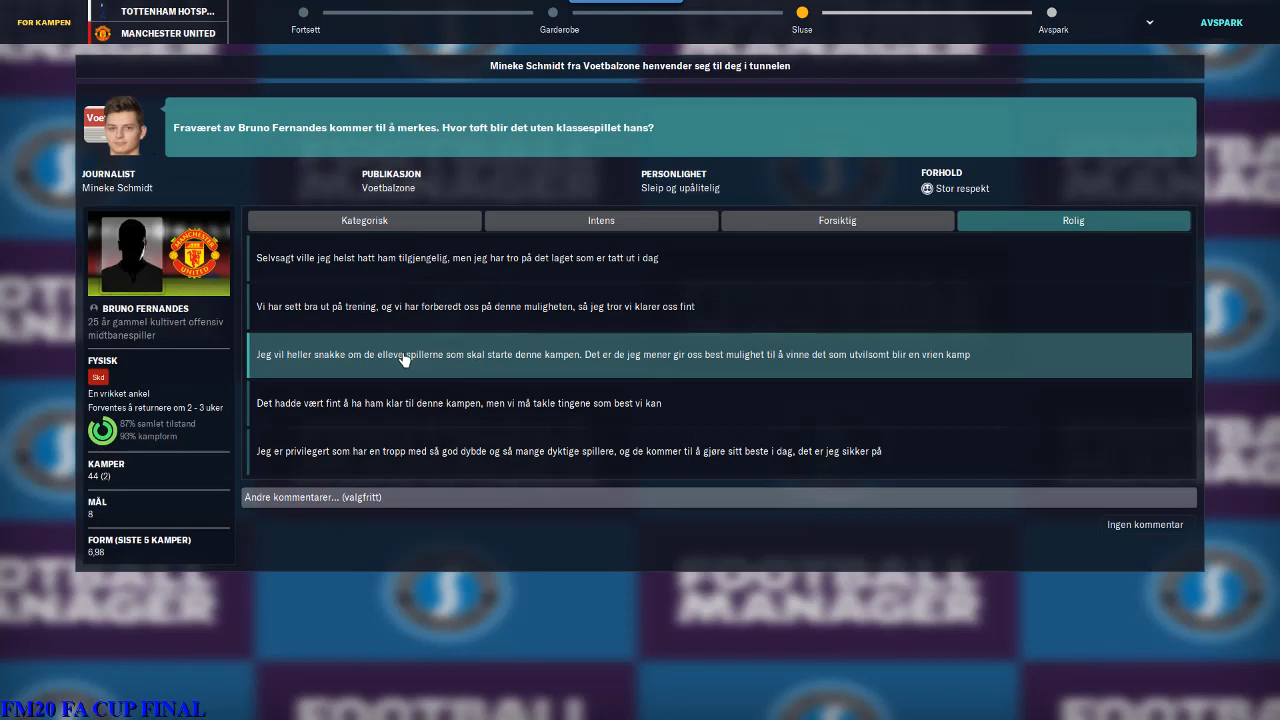 FØR KAMPEN
TOTTENHAM HOTSP...
MANCHESTER UNITED
Fortsett
Garderobe
Sluse
Avspark
AVSPARK
Mineke Schmidt fra Voetbalzone henvender seg til deg i tunnelen
Fraværet av Bruno Fernandes kommer til å merkes. Hvor tøft blir det uten klassespillet hans?
JOURNALIST
Mineke Schmidt
PUBLIKASJON
Voetbalzone
PERSONLIGHET
Sleip og upålitelig
FORHOLD
Stor respekt
Kategorisk
Intens
Forsiktig
Rolig
Selvsagt ville jeg helst hatt ham tilgjengelig, men jeg har tro på det laget som er tatt ut i dag
Vi har sett bra ut på trening, og vi har forberedt oss på denne muligheten, så jeg tror vi klarer oss fint
Jeg vil heller snakke om de elleve spillerne som skal starte denne kampen. Det er de jeg mener gir oss best mulighet til å vinne det som utvilsomt blir en vrien kamp
Det hadde vært fint å ha ham klar til denne kampen, men vi må takle tingene som best vi kan
Jeg er privilegert som har en tropp med så god dybde og så mange dyktige spillere, og de kommer til å gjøre sitt beste i dag, det er jeg sikker på
Andre kommentarer... (valgfritt)
Ingen kommentar
BRUNO FERNANDES
25 år gammel kultivert offensiv
midtbanespiller
FYSISK
Skd
En vrikket ankel
Forventes å returnere om 2 - 3 uker
87% samlet tilstand
93% kampform
KAMPER
44 (2)
MÅL
8
FORM (SISTE 5 KAMPER)
6,98
FOOTBALL
MANAGER
FM20 FA CUP FINAL